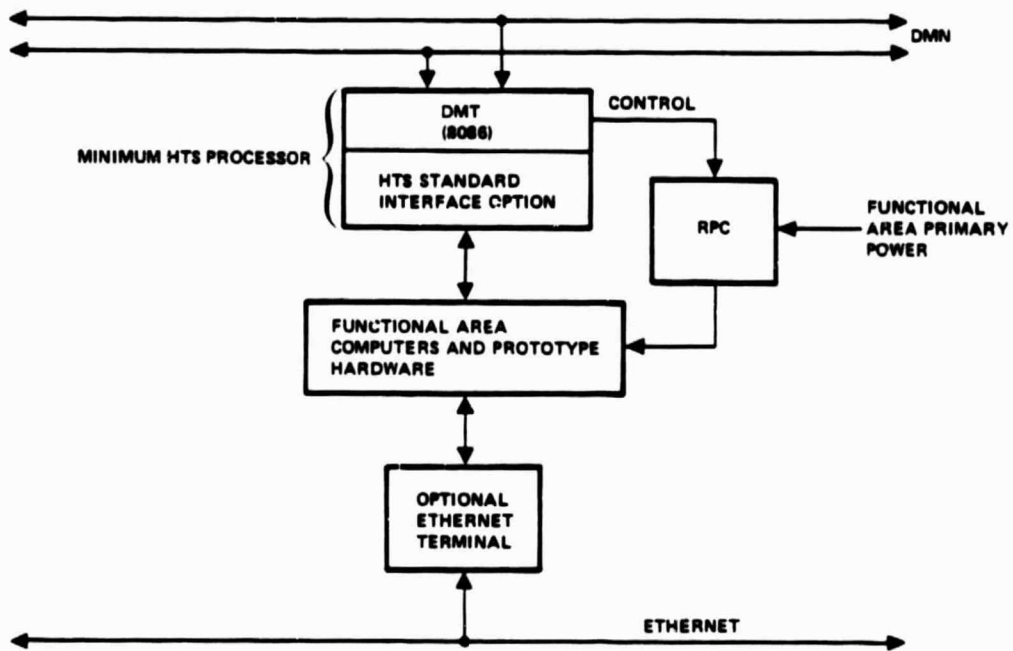 DMN
DMT
(8086)
CONTROL
MINIMUM HTS PROCESSOR
HTS STANDARD
INTERFACE OPTION
RPC
FUNCTIONAL
AREA PRIMARY
POWER
FUNCTIONAL AREA
COMPUTERS AND PROTOTYPE
HARDWARE
OPTIONAL
ETHERNET
TERMINAL
ETHERNET